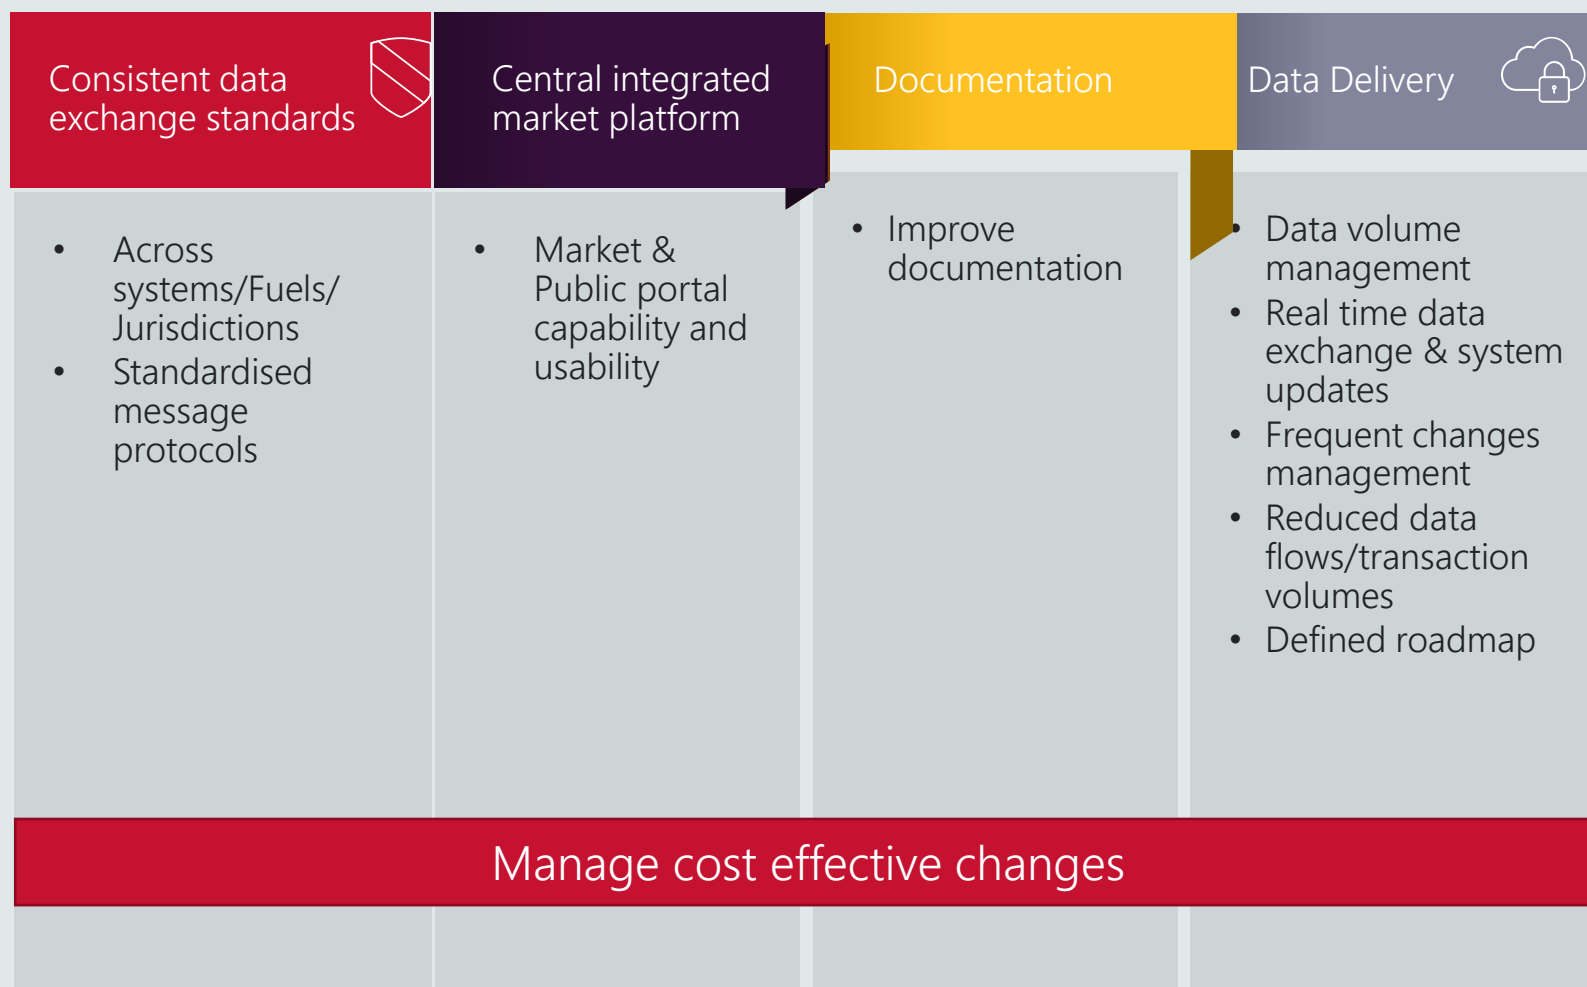 Consistent data
exchange standards
Central integrated
market platform
Documentation
Data Delivery
• Across
systems/Fuels/
Jurisdictions
• Standardised
message
protocols
• Market &
Public portal
capability and
usability
• Improve
documentation
• Data volume
management
• Real time data
exchange & system
updates
• Frequent changes
management
• Reduced data
flows/transaction
volumes
• Defined roadmap
Manage cost effective changes